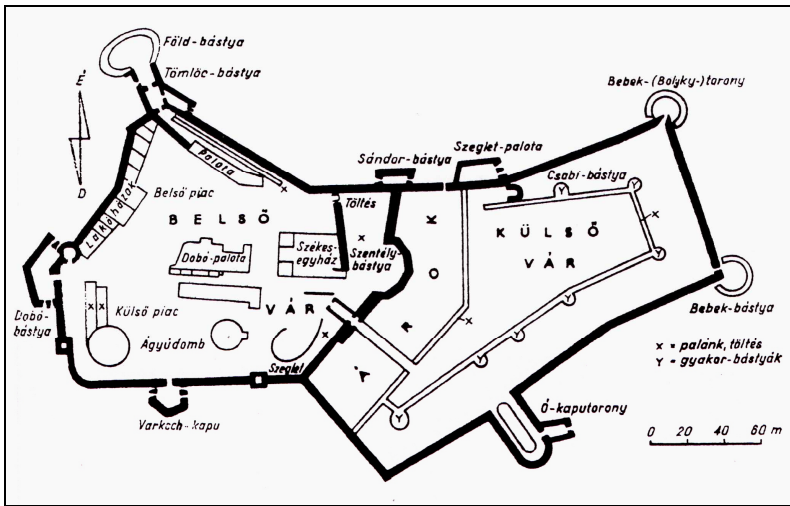 Föld-bástya
Tömlöc-bástya
É
D
Bebek-(Bolyky-)torony
Szeglet-palota
Sándor-bástya
Csabi-bástya
Palota
Belső piac
Lakóházak
BELSŐ
Töltés
Székes-
egyház
Szentély-
bástya
Dobó-palota
KÜLSŐ
VÁR
ÁROK
Dobó-
bástya
Külső piac
VÁR
Ágyúdomb
Szeglet
Bebek-bástya
x = palánk, töltés
Y = gyakor-bástyák
Varkoch-kapu
Ó-kaputorony
0 20 40 60 m